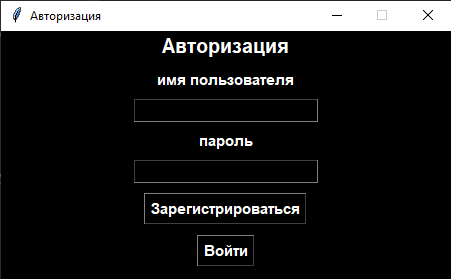 Авторизация
Авторизация
имя пользователя
пароль
Зарегистрироваться
Войти